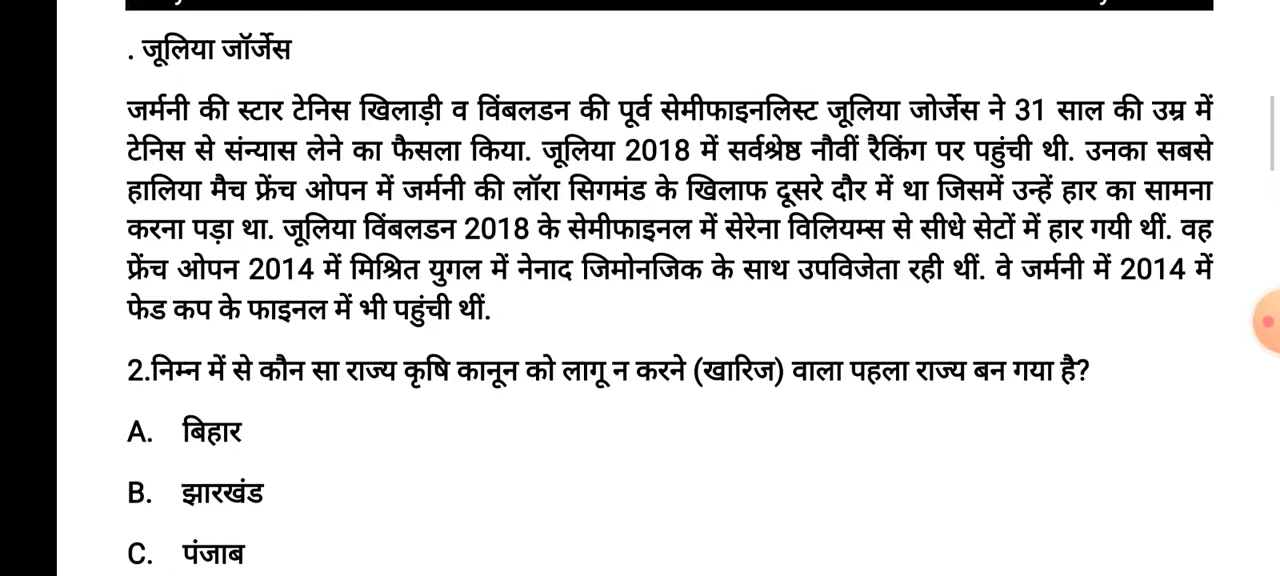 . जूलिया जॉर्जेस
जर्मनी की स्टार टेनिस खिलाड़ी व विंबलडन की पूर्व सेमीफाइनलिस्ट जूलिया जोर्जेस ने 31 साल की उम्र में
टेनिस से संन्यास लेने का फैसला किया. जूलिया 2018 में सर्वश्रेष्ठ नौवीं रैकिंग पर पहुंची थी. उनका सबसे
हालिया मैच फ्रेंच ओपन में जर्मनी की लॉरा सिगमंड के खिलाफ दूसरे दौर में था जिसमें उन्हें हार का सामना
करना पड़ा था. जूलिया विंबलडन 2018 के सेमीफाइनल में सेरेना विलियम्स से सीधे सेटों में हार गयी थीं. वह
फ्रेंच ओपन 2014 में मिश्रित युगल में नेनाद जिमोनजिक के साथ उपविजेता रही थीं. वे जर्मनी में 2014 में
फेड कप के फाइनल में भी पहुंची थीं.
2.निम्न में से कौन सा राज्य कृषि कानून को लागू न करने (खारिज) वाला पहला राज्य बन गया है?
A. बिहार
B. झारखंड
C. पंजाब